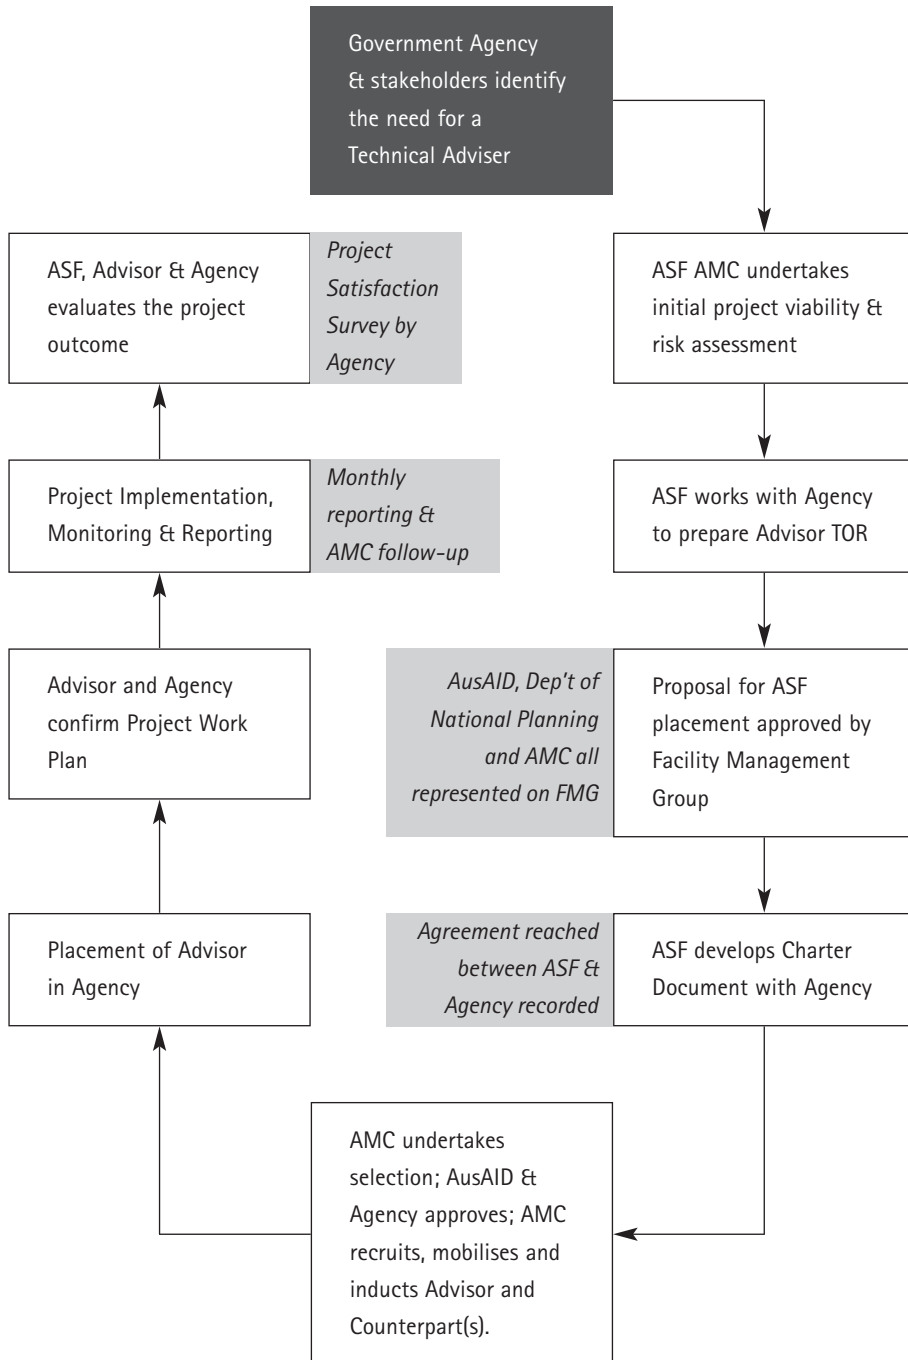 Government Agency
& stakeholders identify
the need for a
Technical Adviser
ASF AMC undertakes
initial project viability &
risk assessment
ASF works with Agency
to prepare Advisor TOR
Proposal for ASF
placement approved by
Facility Management
Group
AusAID, Dep't of
National Planning
and AMC all
represented on FMG
ASF develops Charter
Document with Agency
Agreement reached
between ASF &
Agency recorded
AMC undertakes
selection; AusAID &
Agency approves; AMC
recruits, mobilises and
inducts Advisor and
Counterpart(s).
Placement of Advisor
in Agency
Advisor and Agency
confirm Project Work
Plan
Project Implementation,
Monitoring & Reporting
Monthly
reporting &
AMC follow-up
ASF, Advisor & Agency
evaluates the project
outcome
Project
Satisfaction
Survey by
Agency